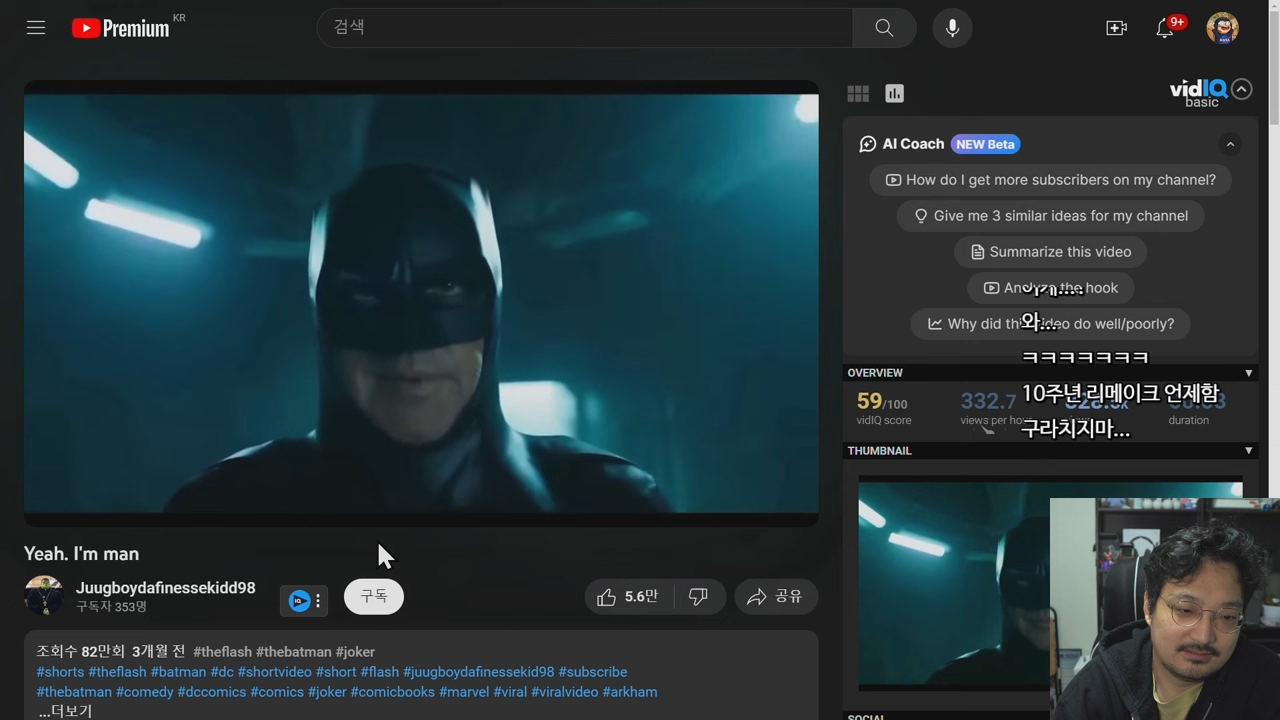 Premium KR
검색
9+
vidIQ
basic
AI Coach NEW Beta
How do I get more subscribers on my channel?
Give me 3 similar ideas for my channel
Summarize this video
the hook
Why did this video do well/poorly?
와...
ㅋㅋㅋㅋㅋㅋㅋ
10주년 리메이크 언제함
구라치지마...
OVERVIEW
59/100
332.7
vidIQ score
views per
duration
THUMBNAIL
Yeah. I'm man
Juugboydafinessekidd98
구독자 353명
구독
5.6만
공유
조회수 82만회 3개월 전 #theflash #thebatman #joker
#shorts #theflash #batman #dc #shortvideo #short #flash #juugboydafinessekid98 #subscribe
#thebatman #comedy #dccomics #comics #joker #comicbooks #marvel #viral #viralvideo #arkham
...더보기
SOCIAL